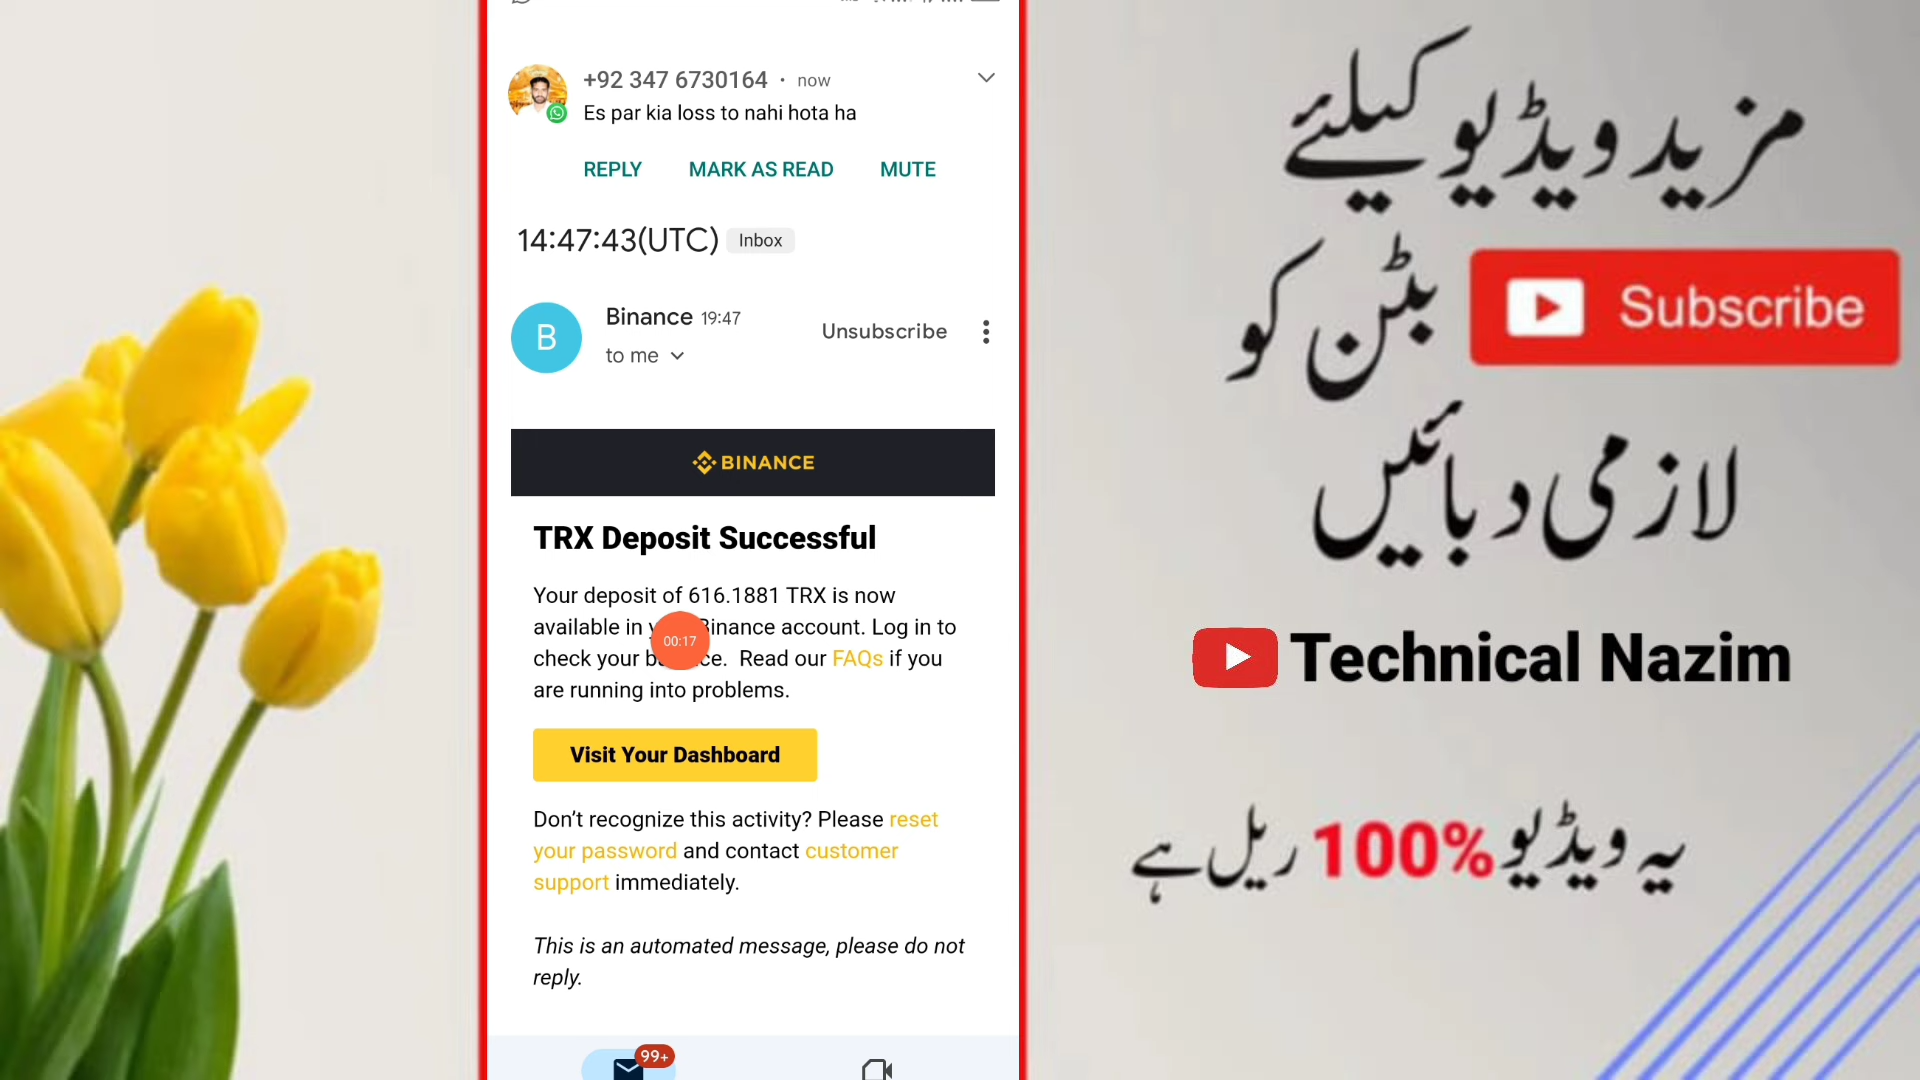 +92 347 6730164 · now
Es par kia loss to nahi hota ha
REPLY MARK AS READ MUTE
14:47:43(UTC) Inbox
B
Binance 19:47
Unsubscribe
to me
BINANCE
TRX Deposit Successful
Your deposit of 616.1881 TRX is now
available in Binance account. Log in to
check your Read our FAQs if you
are running into problems.
00:17
Visit Your Dashboard
Don't recognize this activity? Please reset
your password and contact customer
support immediately.
This is an automated message, please do not
reply.
99+
مزید ویڈیو کیلئے
Subscribe بٹن کو
لازمی دبائیں
Technical Nazim
یہ ویڈیو 100% ریل ہے